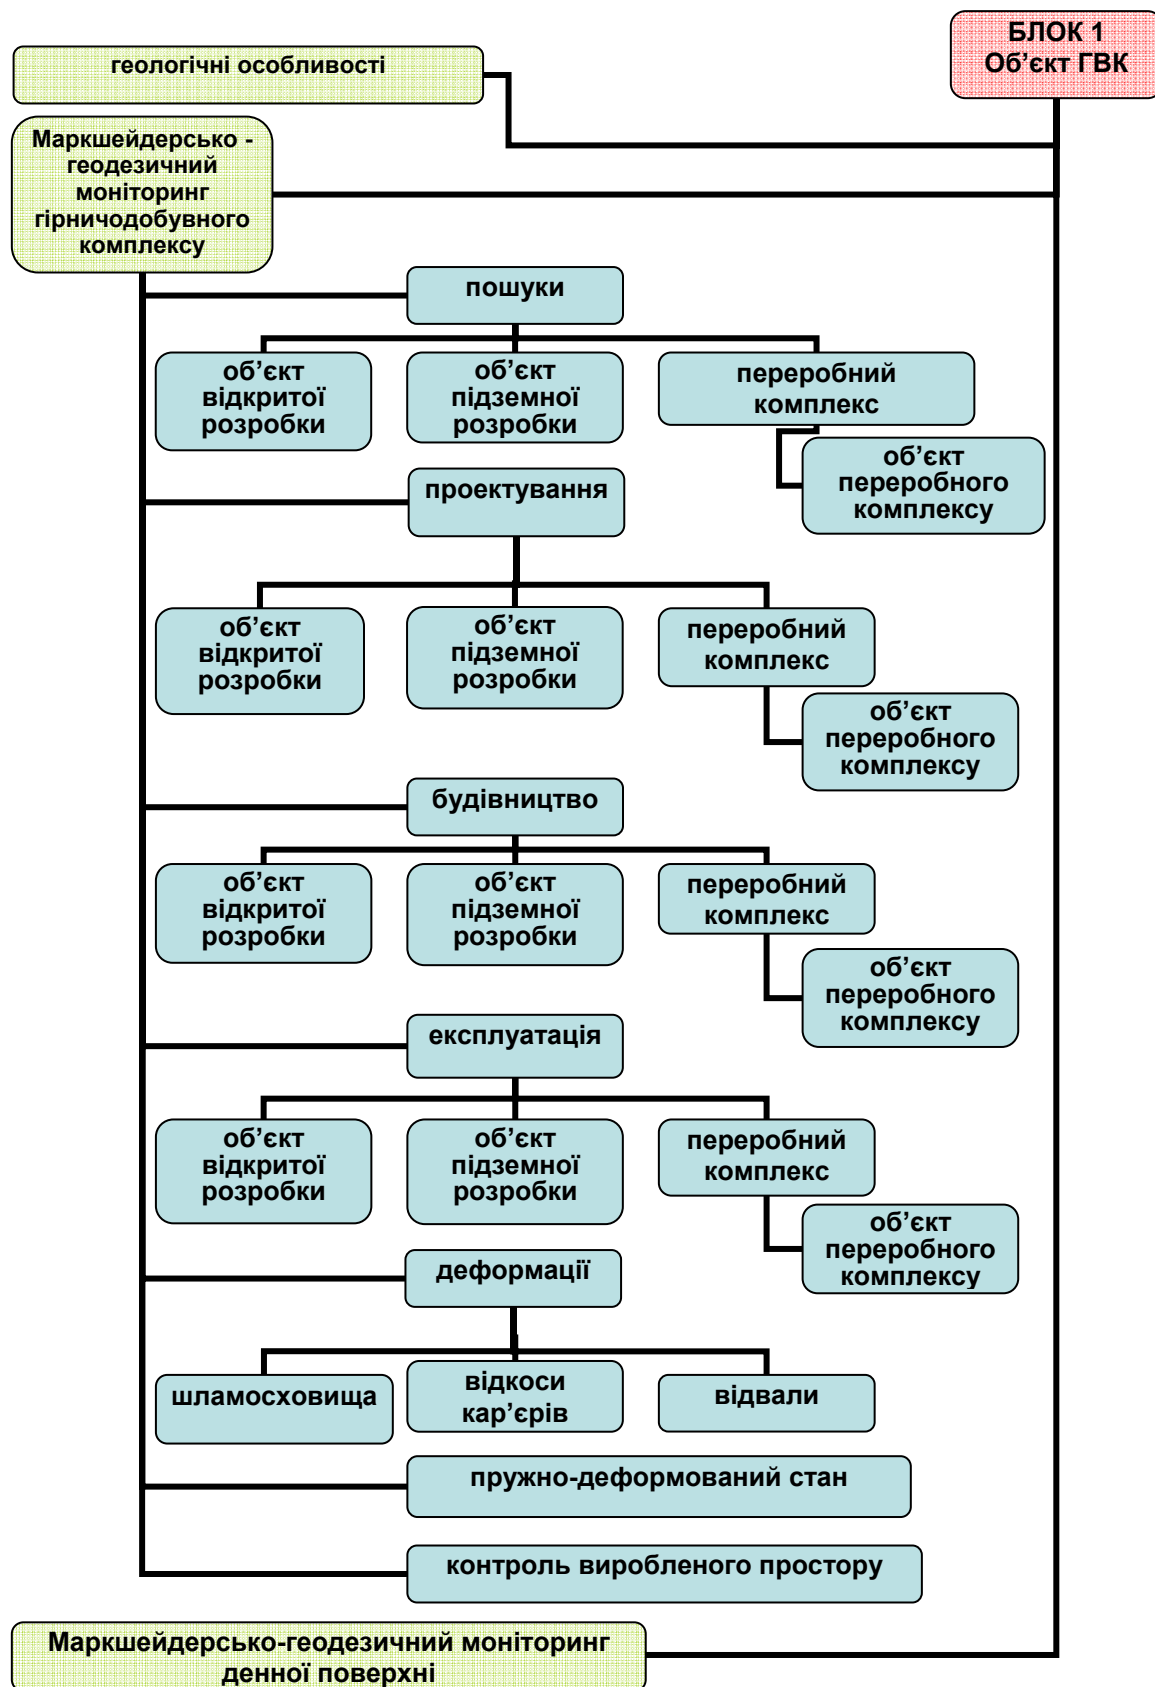 БЛОК 1
Об’єкт ГВК
геологічні особливості
Маркшейдерсько -
геодезичний
моніторинг
гірничодобувного
комплексу
пошуки
об’єкт
відкритої
розробки
об’єкт
підземної
розробки
переробний
комплекс
об’єкт
переробного
комплексу
проектування
об’єкт
відкритої
розробки
об’єкт
підземної
розробки
переробний
комплекс
об’єкт
переробного
комплексу
будівництво
об’єкт
відкритої
розробки
об’єкт
підземної
розробки
переробний
комплекс
об’єкт
переробного
комплексу
експлуатація
об’єкт
відкритої
розробки
об’єкт
підземної
розробки
переробний
комплекс
об’єкт
переробного
комплексу
деформації
шламосховища
відкоси
кар’єрів
відвали
пружно-деформований стан
контроль виробленого простору
Маркшейдерсько-геодезичний моніторинг
денної поверхні